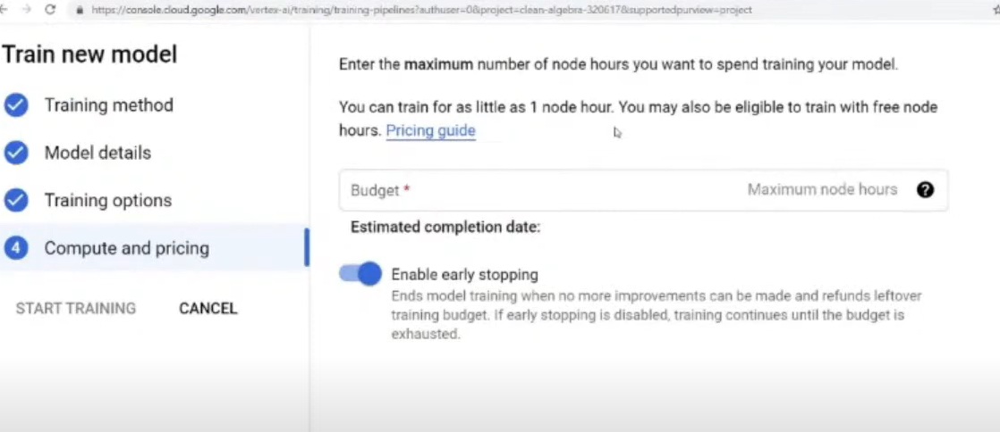 https://console.cloud.google.com/vertex-ai/training/training-pipelines?authuser=0&project=clean-algebra-320617&supportedpurview=project
Train new model
Training method
Model details
Training options
4 Compute and pricing
START TRAINING CANCEL
Enter the maximum number of node hours you want to spend training your model.
You can train for as little as 1 node hour. You may also be eligible to train with free node
hours. Pricing guide
Budget * Maximum node hours ?
Estimated completion date:
Enable early stopping
Ends model training when no more improvements can be made and refunds leftover
training budget. If early stopping is disabled, training continues until the budget is
exhausted.